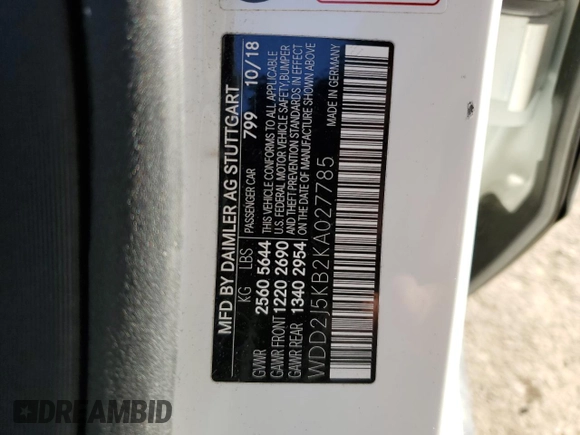 MFD BY DAIMLER AG STUTTGART
PASSENGER CAR 799 10/18
KG LBS
GVWR 2560 5644
GAWR FRONT 1220 2690
GAWR REAR 1340 2954
THIS VEHICLE CONFORMS TO ALL APPLICABLE
U.S. FEDERAL MOTOR VEHICLE SAFETY, BUMPER
AND THEFT PREVENTION STANDARDS IN EFFECT
ON THE DATE OF MANUFACTURE SHOWN ABOVE
WDD2J5KB2KA027785
MADE IN GERMANY
DREAMBID